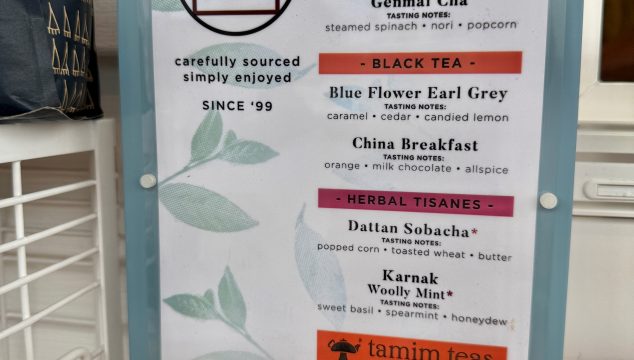 carefully sourced
simply enjoyed
SINCE '99
Genmai Cha
TASTING NOTES:
steamed spinach • nori • popcorn
- BLACK TEA -
Blue Flower Earl Grey
TASTING NOTES:
caramel • cedar • candied lemon
China Breakfast
TASTING NOTES:
orange • milk chocolate • allspice
- HERBAL TISANES -
Dattan Sobacha*
TASTING NOTES:
popped corn • toasted wheat • butter
Karnak
Woolly Mint*
TASTING NOTES:
sweet basil • spearmint • honeydew
tamim teas